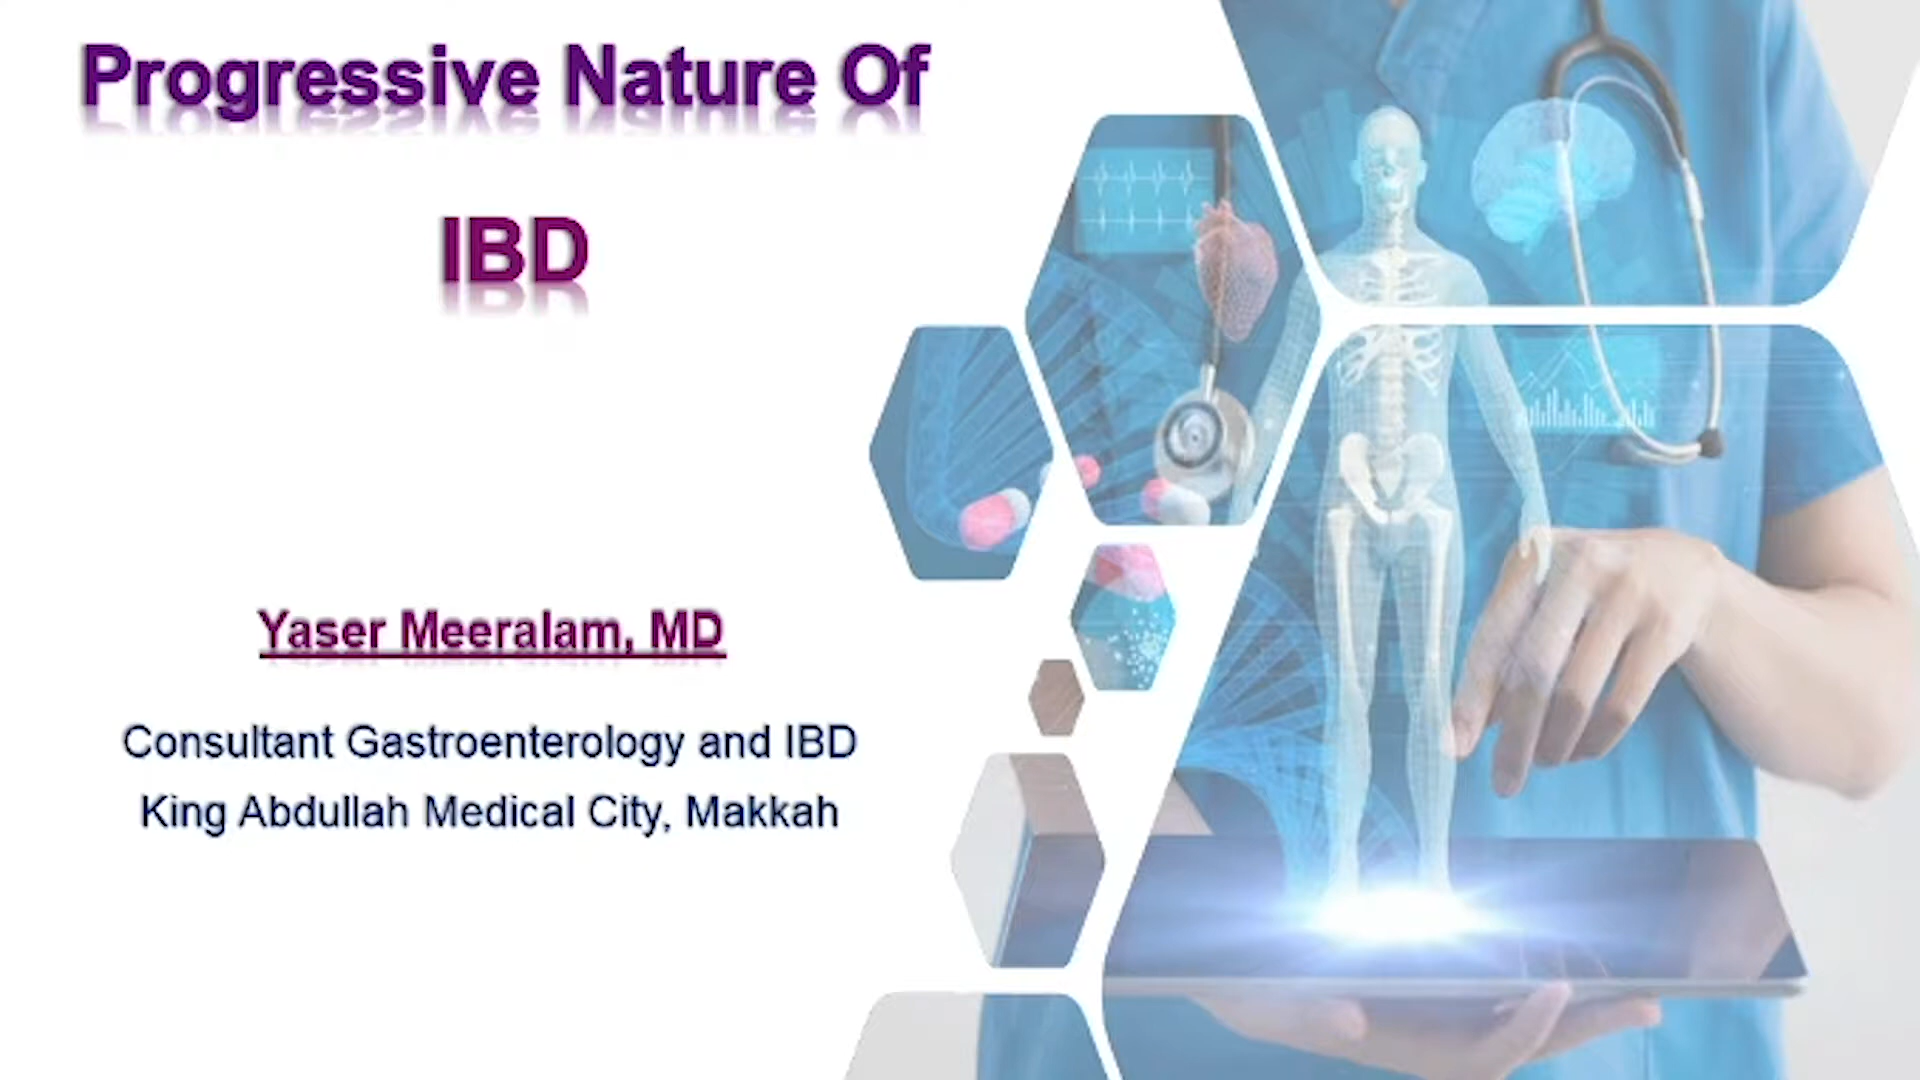 Progressive Nature Of
IBD
Yaser Meeralam, MD
Consultant Gastroenterology and IBD
King Abdullah Medical City, Makkah